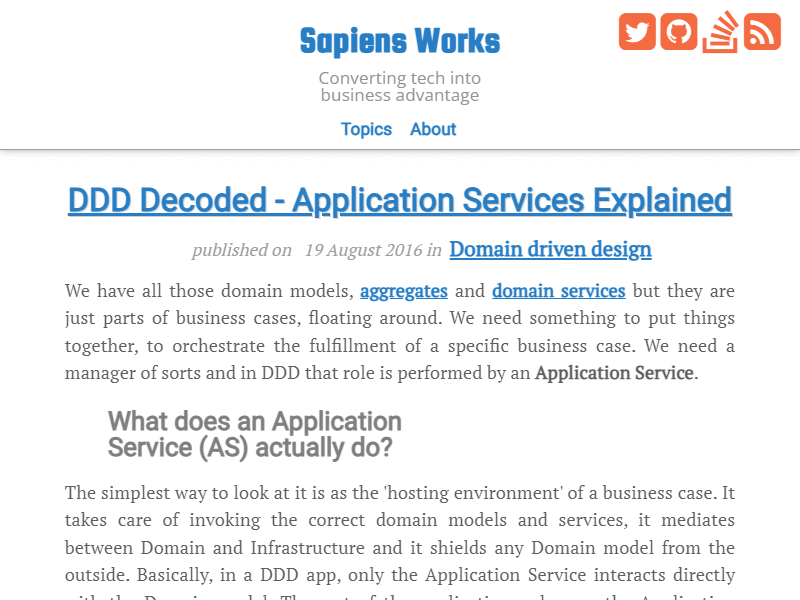 Sapiens Works
Converting tech into
business advantage
Topics About
DDD Decoded - Application Services Explained
published on 19 August 2016 in Domain driven design
We have all those domain models, aggregates and domain services but they are
just parts of business cases, floating around. We need something to put things
together, to orchestrate the fulfillment of a specific business case. We need a
manager of sorts and in DDD that role is performed by an Application Service.
What does an Application
Service (AS) actually do?
The simplest way to look at it is as the 'hosting environment' of a business case. It
takes care of invoking the correct domain models and services, it mediates
between Domain and Infrastructure and it shields any Domain model from the
outside. Basically, in a DDD app, only the Application Service interacts directly